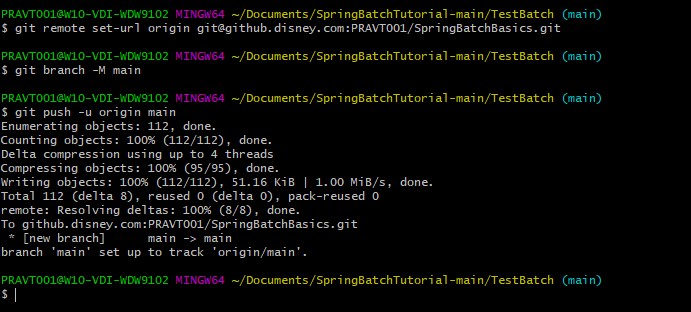 PRAVT001@W10-VDI-WDW9102 MINGW64 ~/Documents/SpringBatchTutorial-main/TestBatch (main)
$ git remote set-url origin git@github.disney.com:PRAVT001/SpringBatchBasics.git
PRAVT001@W10-VDI-WDW9102 MINGW64 ~/Documents/SpringBatchTutorial-main/TestBatch (main)
$ git branch -M main
PRAVT001@W10-VDI-WDW9102 MINGW64 ~/Documents/SpringBatchTutorial-main/TestBatch (main)
$ git push -u origin main
Enumerating objects: 112, done.
Counting objects: 100% (112/112), done.
Delta compression using up to 4 threads
Compressing objects: 100% (95/95), done.
Writing objects: 100% (112/112), 51.16 KiB | 1.00 MiB/s, done.
Total 112 (delta 8), reused 0 (delta 0), pack-reused 0
remote: Resolving deltas: 100% (8/8), done.
To github.disney.com:PRAVT001/SpringBatchBasics.git
 * [new branch]      main -> main
branch 'main' set up to track 'origin/main'.
PRAVT001@W10-VDI-WDW9102 MINGW64 ~/Documents/SpringBatchTutorial-main/TestBatch (main)
$